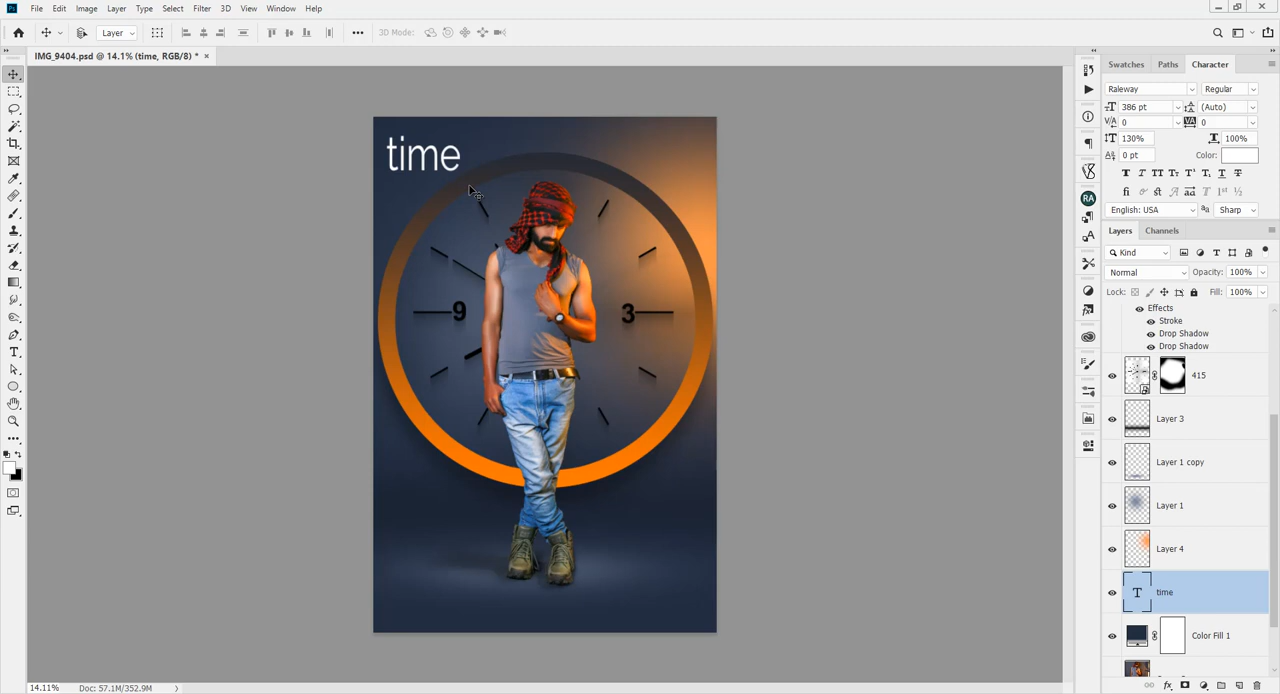 File Edit Image Layer Type Select Filter 3D View Window Help
Layer 3D Mode:
IMG_9404.psd @ 14.1% (time, RGB/8) * ×
Swatches Paths Character
Raleway Regular
386 pt (Auto)
0 0
130% 100%
0 pt Color:
English: USA Sharp
Layers Channels
Kind
Normal Opacity: 100%
Lock: Fill: 100%
Effects
Stroke
Drop Shadow
Drop Shadow
415
Layer 3
Layer 1 copy
Layer 1
Layer 4
time
Color Fill 1
time
9 3
RA
14.11% Doc: 57.1M/352.9M